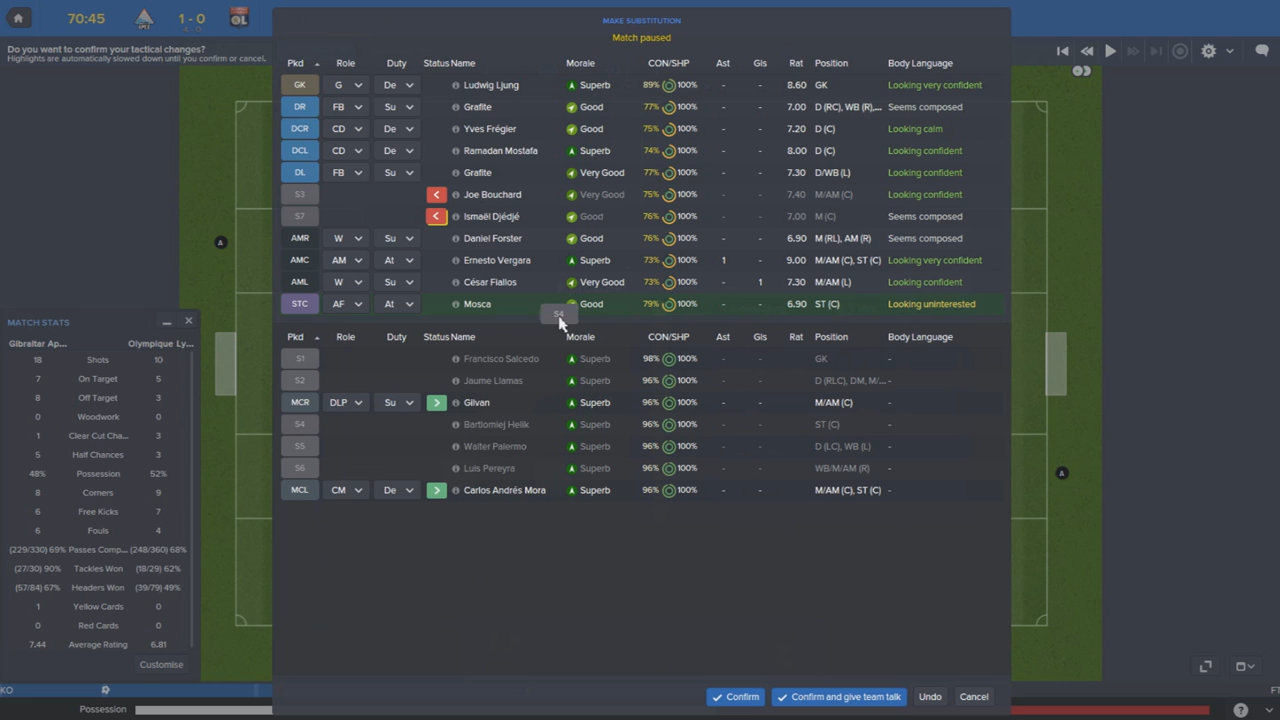 70:45
1 - 0
MAKE SUBSTITUTION
Match paused
Do you want to confirm your tactical changes?
Highlights are automatically slowed down until you confirm or cancel.
Pkd Role Duty Status Name Morale CON/SHP Ast Gls Rat Position Body Language
GK G De Ludwig Ljung Superb 89% 100% - - 8.60 GK Looking very confident
DR FB Su Grafite Good 77% 100% - - 7.00 D (RC), WB (R),... Seems composed
DCR CD De Yves Frégier Good 75% 100% - - 7.20 D (C) Looking calm
DCL CD De Ramadan Mostafa Superb 74% 100% - - 8.00 D (C) Looking confident
DL FB Su Grafite Very Good 77% 100% - - 7.30 D/WB (L) Looking confident
S3 < Joe Bouchard Very Good 75% 100% - - 7.40 M/AM (C) Looking confident
S7 < Ismaël Djédjé Good 76% 100% - - 7.00 M (C) Seems composed
AMR W Su Daniel Forster Good 76% 100% - - 6.90 M (RL), AM (R) Seems composed
AMC AM At Ernesto Vergara Superb 73% 100% 1 - 9.00 M/AM (C), ST (C) Looking very confident
AML W Su César Fiallos Very Good 73% 100% - 1 7.30 M/AM (L) Looking confident
STC AF At Mosca Good 79% 100% - - 6.90 ST (C) Looking uninterested
S4
Pkd Role Duty Status Name Morale CON/SHP Ast Gls Rat Position Body Language
S1 Francisco Salcedo Superb 98% 100% - - GK -
S2 Jaume Llamas Superb 96% 100% - - D (RLC), DM, M/... -
MCR DLP Su > Gilvan Superb 96% 100% - - M/AM (C) -
S4 Bartlomiej Helik Superb 96% 100% - - ST (C) -
S5 Walter Palermo Superb 96% 100% - - D (LC), WB (L) -
S6 Luis Pereyra Superb 96% 100% - - WB/M/AM (R) -
MCL CM De > Carlos Andrés Mora Superb 96% 100% - - M/AM (C), ST (C) -
A
A
MATCH STATS
Gibraltar Ap... Olympique Ly...
18 Shots 10
7 On Target 5
8 Off Target 3
0 Woodwork 0
1 Clear Cut Cha... 3
5 Half Chances 3
48% Possession 52%
8 Corners 9
6 Free Kicks 7
6 Fouls 4
(229/330) 69% Passes Comp... (248/360) 68%
(27/30) 90% Tackles Won (18/29) 62%
(57/84) 67% Headers Won (39/79) 49%
1 Yellow Cards 0
0 Red Cards 0
7.44 Average Rating 6.81
Customise
KO
FT
Confirm
Confirm and give team talk
Undo
Cancel
Possession